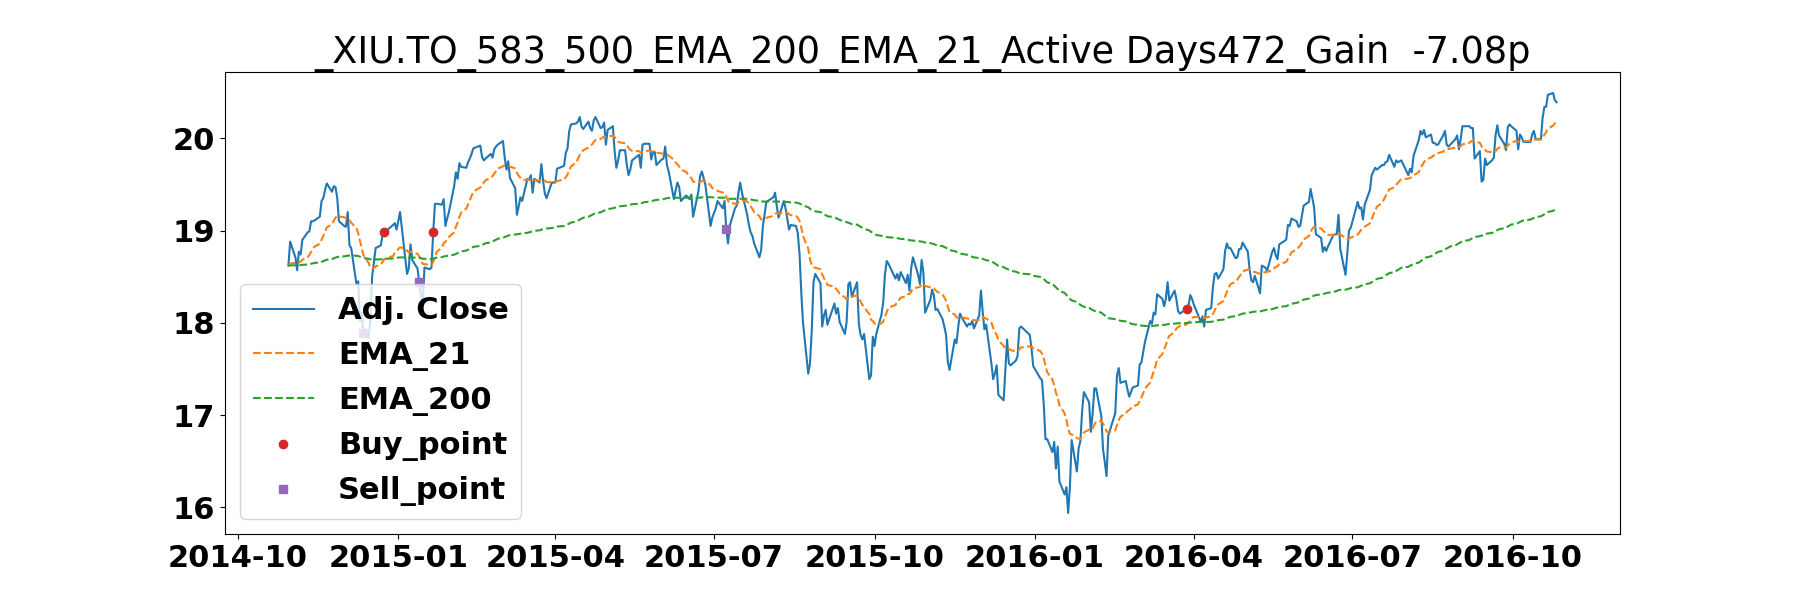 _XIU.TO_583_500_EMA_200_EMA_21_Active Days472_Gain  -7.08p
20
19
18
17
16
Adj. Close
EMA_21
EMA_200
Buy_point
Sell_point
2014-10 2015-01 2015-04 2015-07 2015-10 2016-01 2016-04 2016-07 2016-10